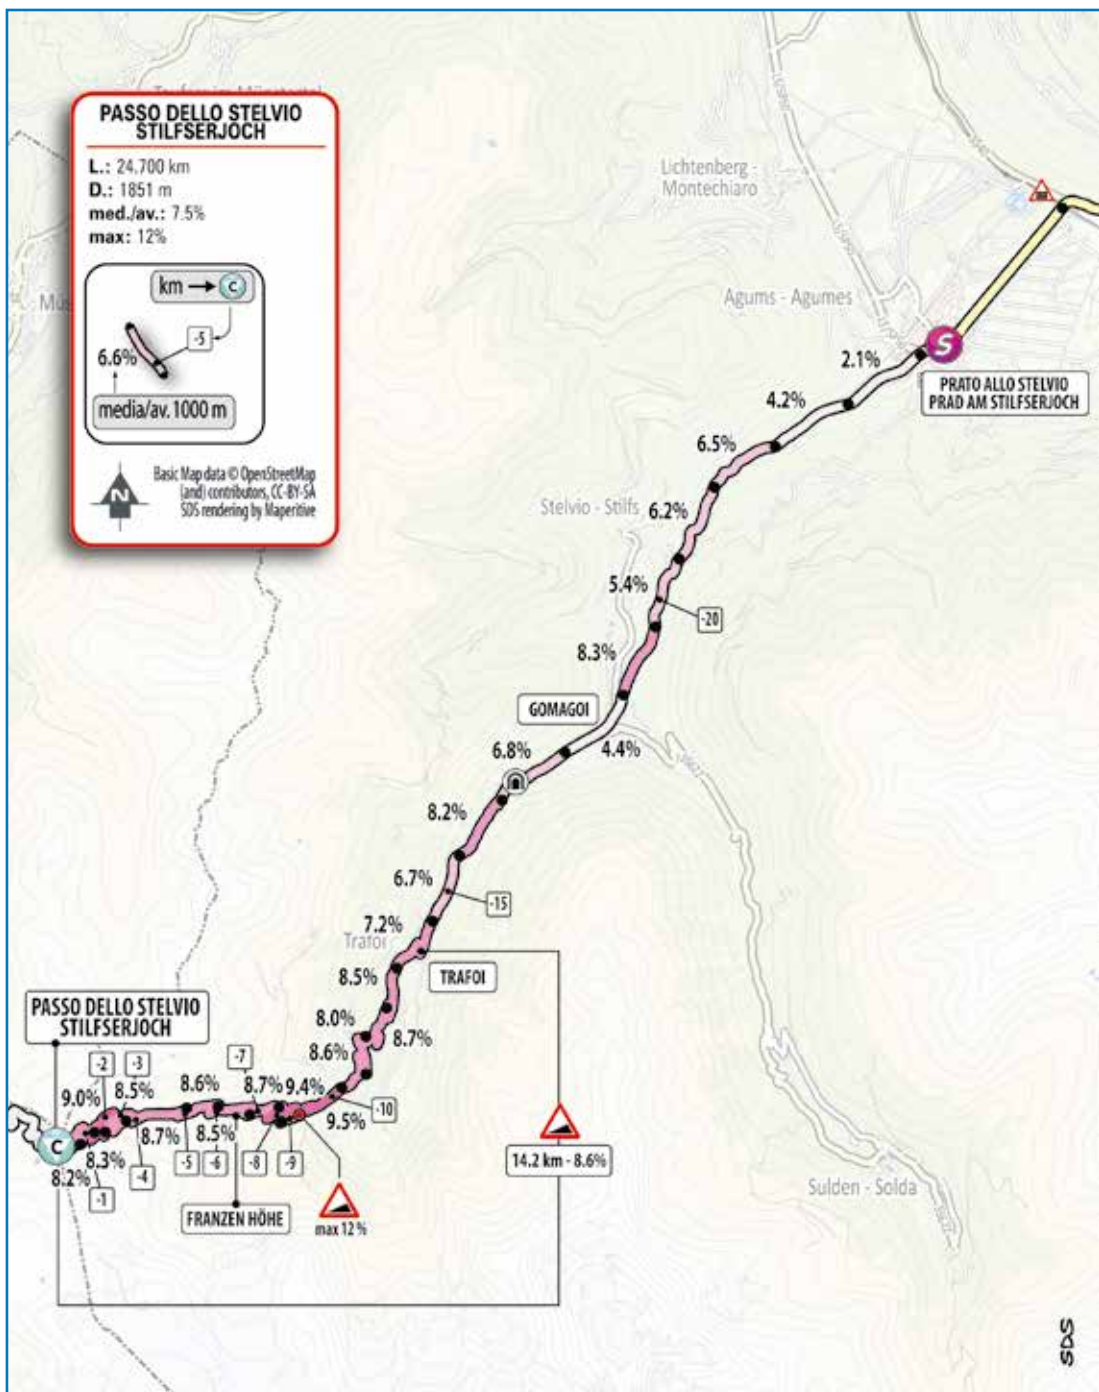 PASSO DELLO STELVIO
STILFSERJOCH
L.: 24,700 km
D.: 1851 m
med./av.: 7.5%
max: 12%
km → C
-5
6.6%
media/av. 1000 m
N
Basic Map data © OpenStreetMap
(and) contributors, CC-BY-SA
SDS rendering by Maperitive
Lichtenberg -
Montechiaro
Agums - Agumes
S
2.1%
PRATO ALLO STELVIO
PRAD AM STILFSERJOCH
4.2%
6.5%
Stelvio - Stilfs
6.2%
5.4%
-20
8.3%
GOMAGOI
6.8%
4.4%
8.2%
6.7%
-15
7.2%
Trafoi
TRAFOI
8.5%
PASSO DELLO STELVIO
STILFSERJOCH
8.0%
8.7%
8.6%
-2
-3
-7
9.0%
8.5%
8.6%
8.7%
9.4%
-10
9.5%
C
8.7%
8.5%
8.3%
8.2%
-1
-4
-5
-6
-8
-9
14.2 km - 8.6%
Sulden - Solda
FRANZEN HÖHE
max 12 %
SDS